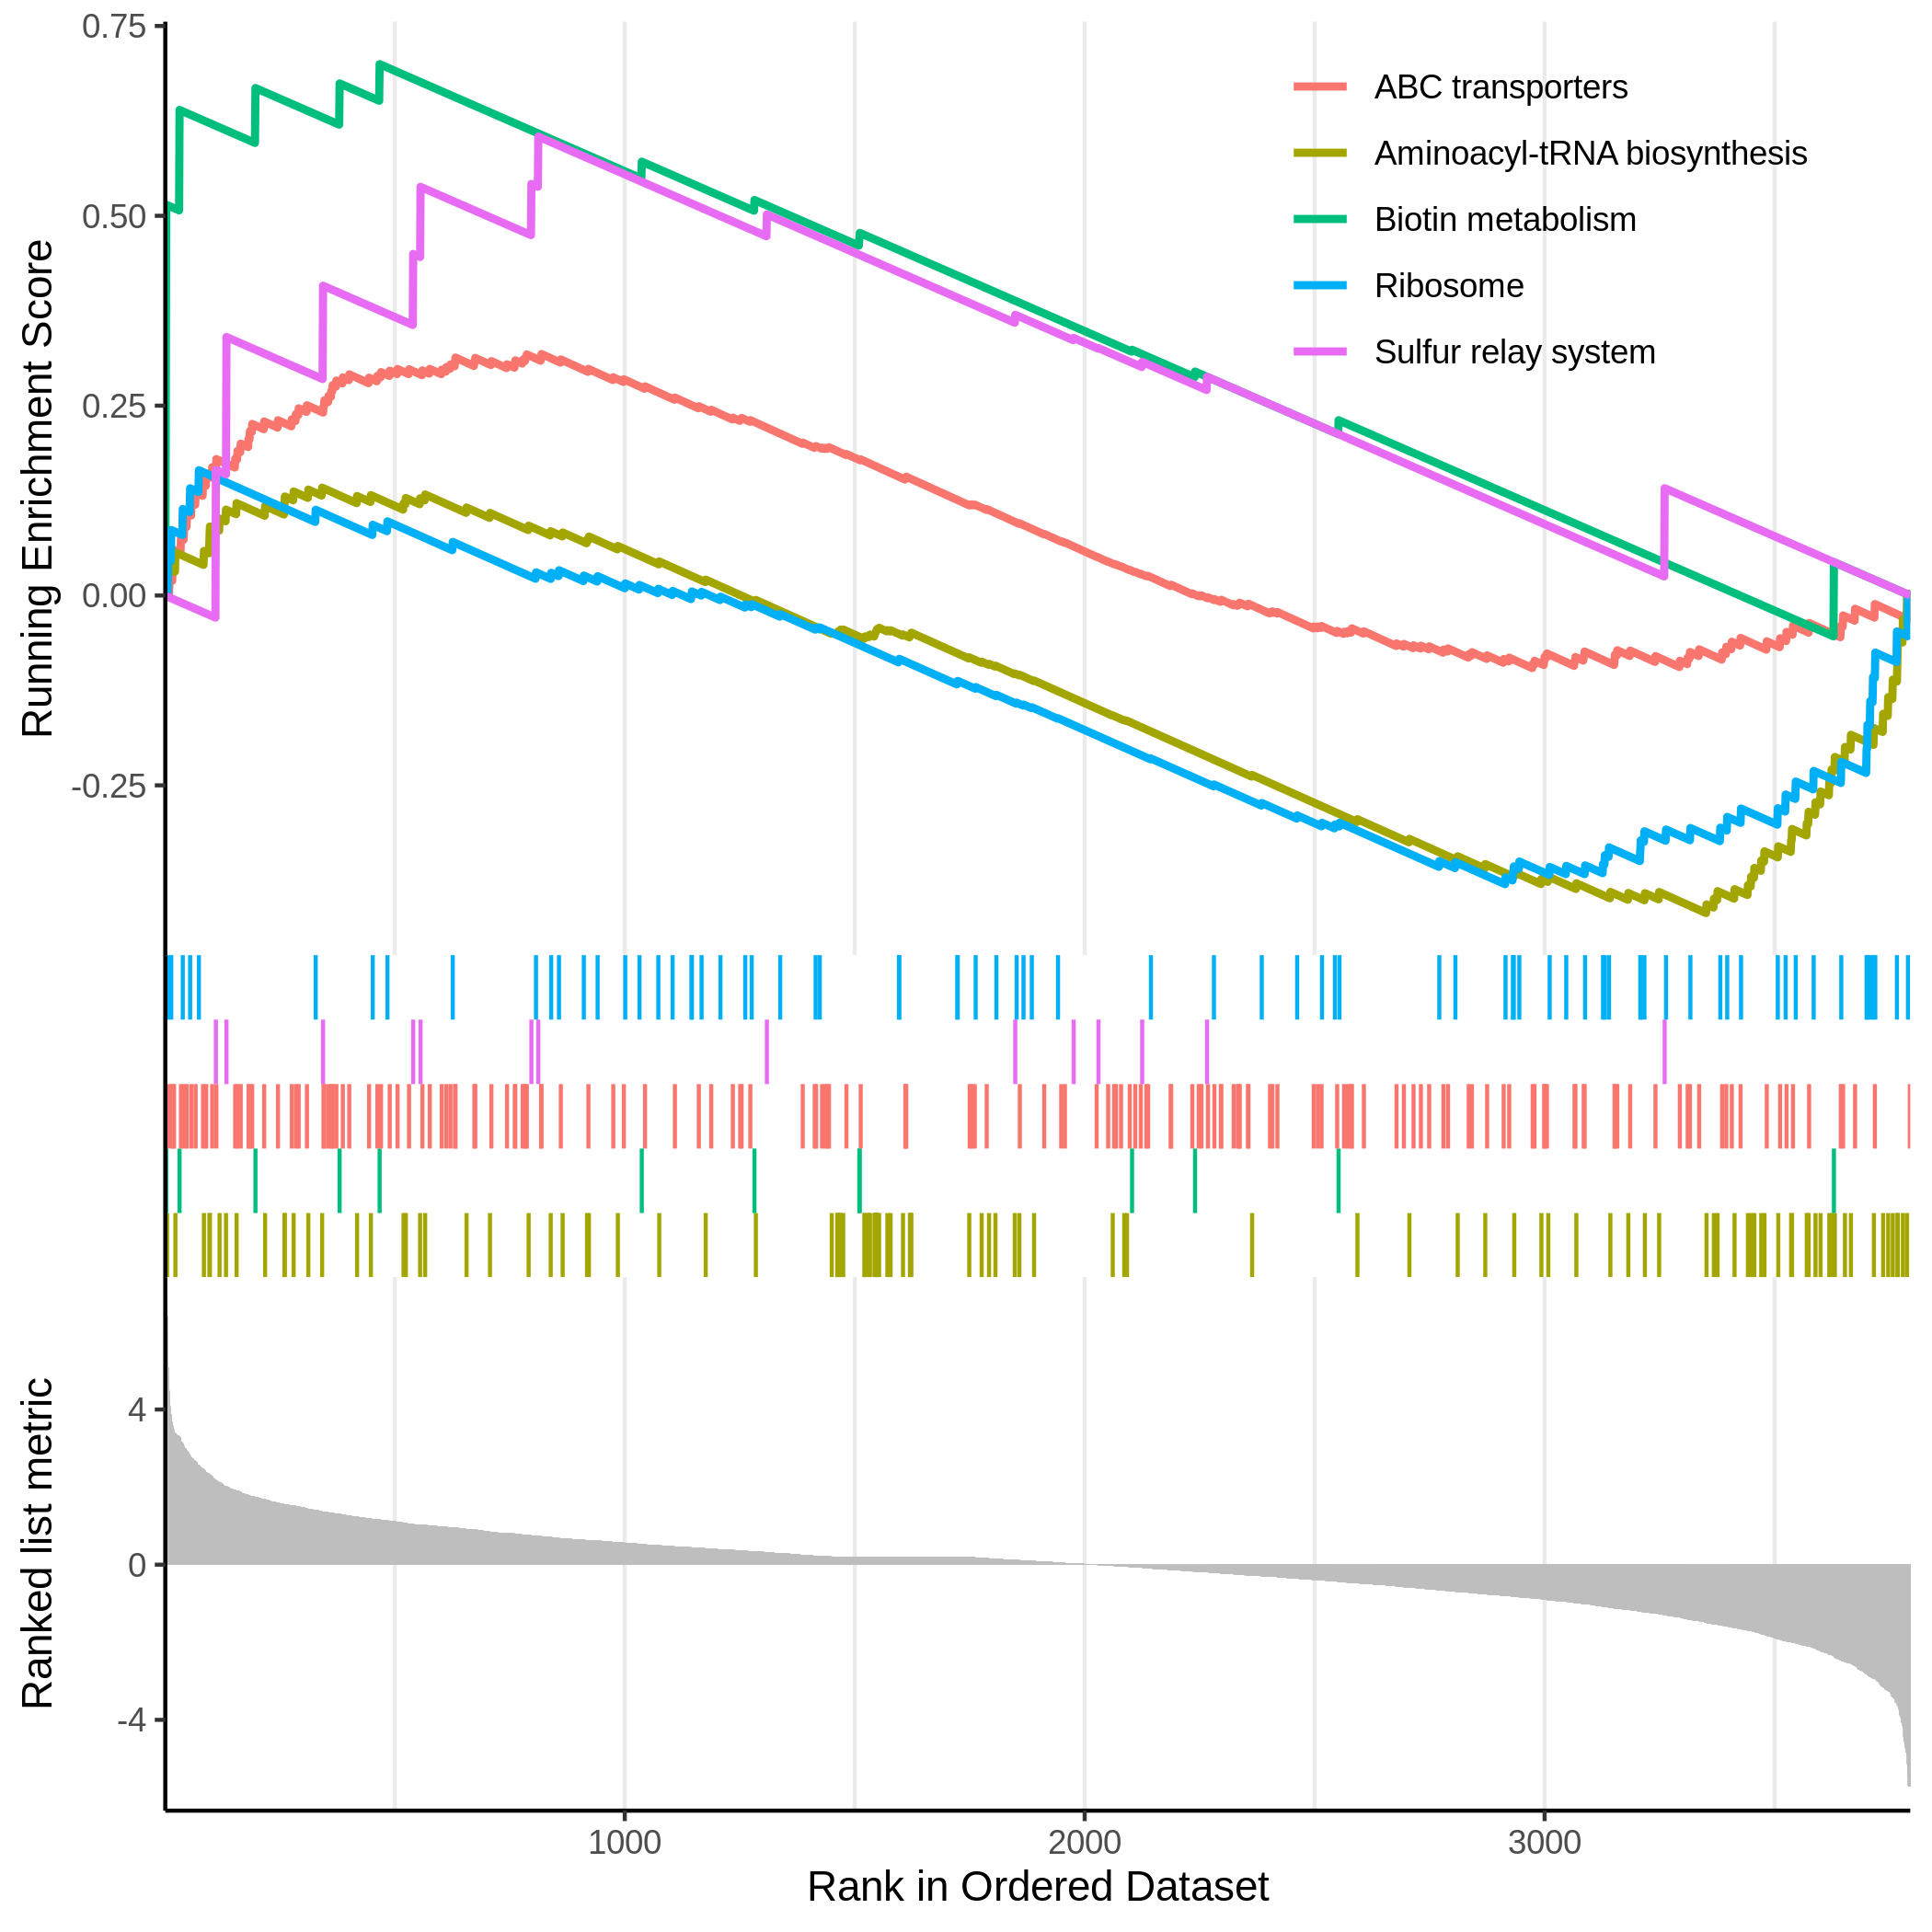 Running Enrichment Score
0.75
0.50
0.25
0.00
-0.25
ABC transporters
Aminoacyl-tRNA biosynthesis
Biotin metabolism
Ribosome
Sulfur relay system
Ranked list metric
4
0
-4
1000
2000
3000
Rank in Ordered Dataset